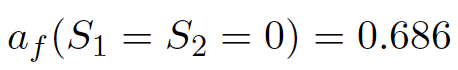 a_f(S_1 = S_2 = 0) = 0.686